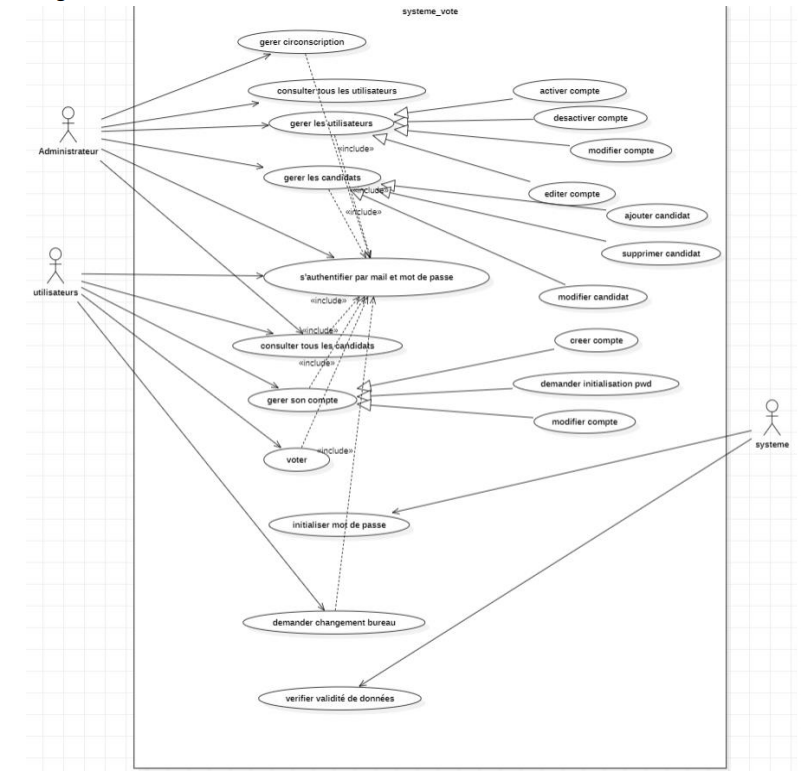 systeme_vote
gerer circonscription
consulter tous les utilisateurs
activer compte
gerer les utilisateurs
desactiver compte
Administrateur
«include»
modifier compte
gerer les candidats
«include»
editer compte
«include»
ajouter candidat
supprimer candidat
s'authentifier par mail et mot de passe
utilisateurs
«include»
modifier candidat
«include»
consulter tous les candidats
creer compte
«include»
demander initialisation pwd
gerer son compte
modifier compte
systeme
«include»
voter
initialiser mot de passe
demander changement bureau
verifier validité de données